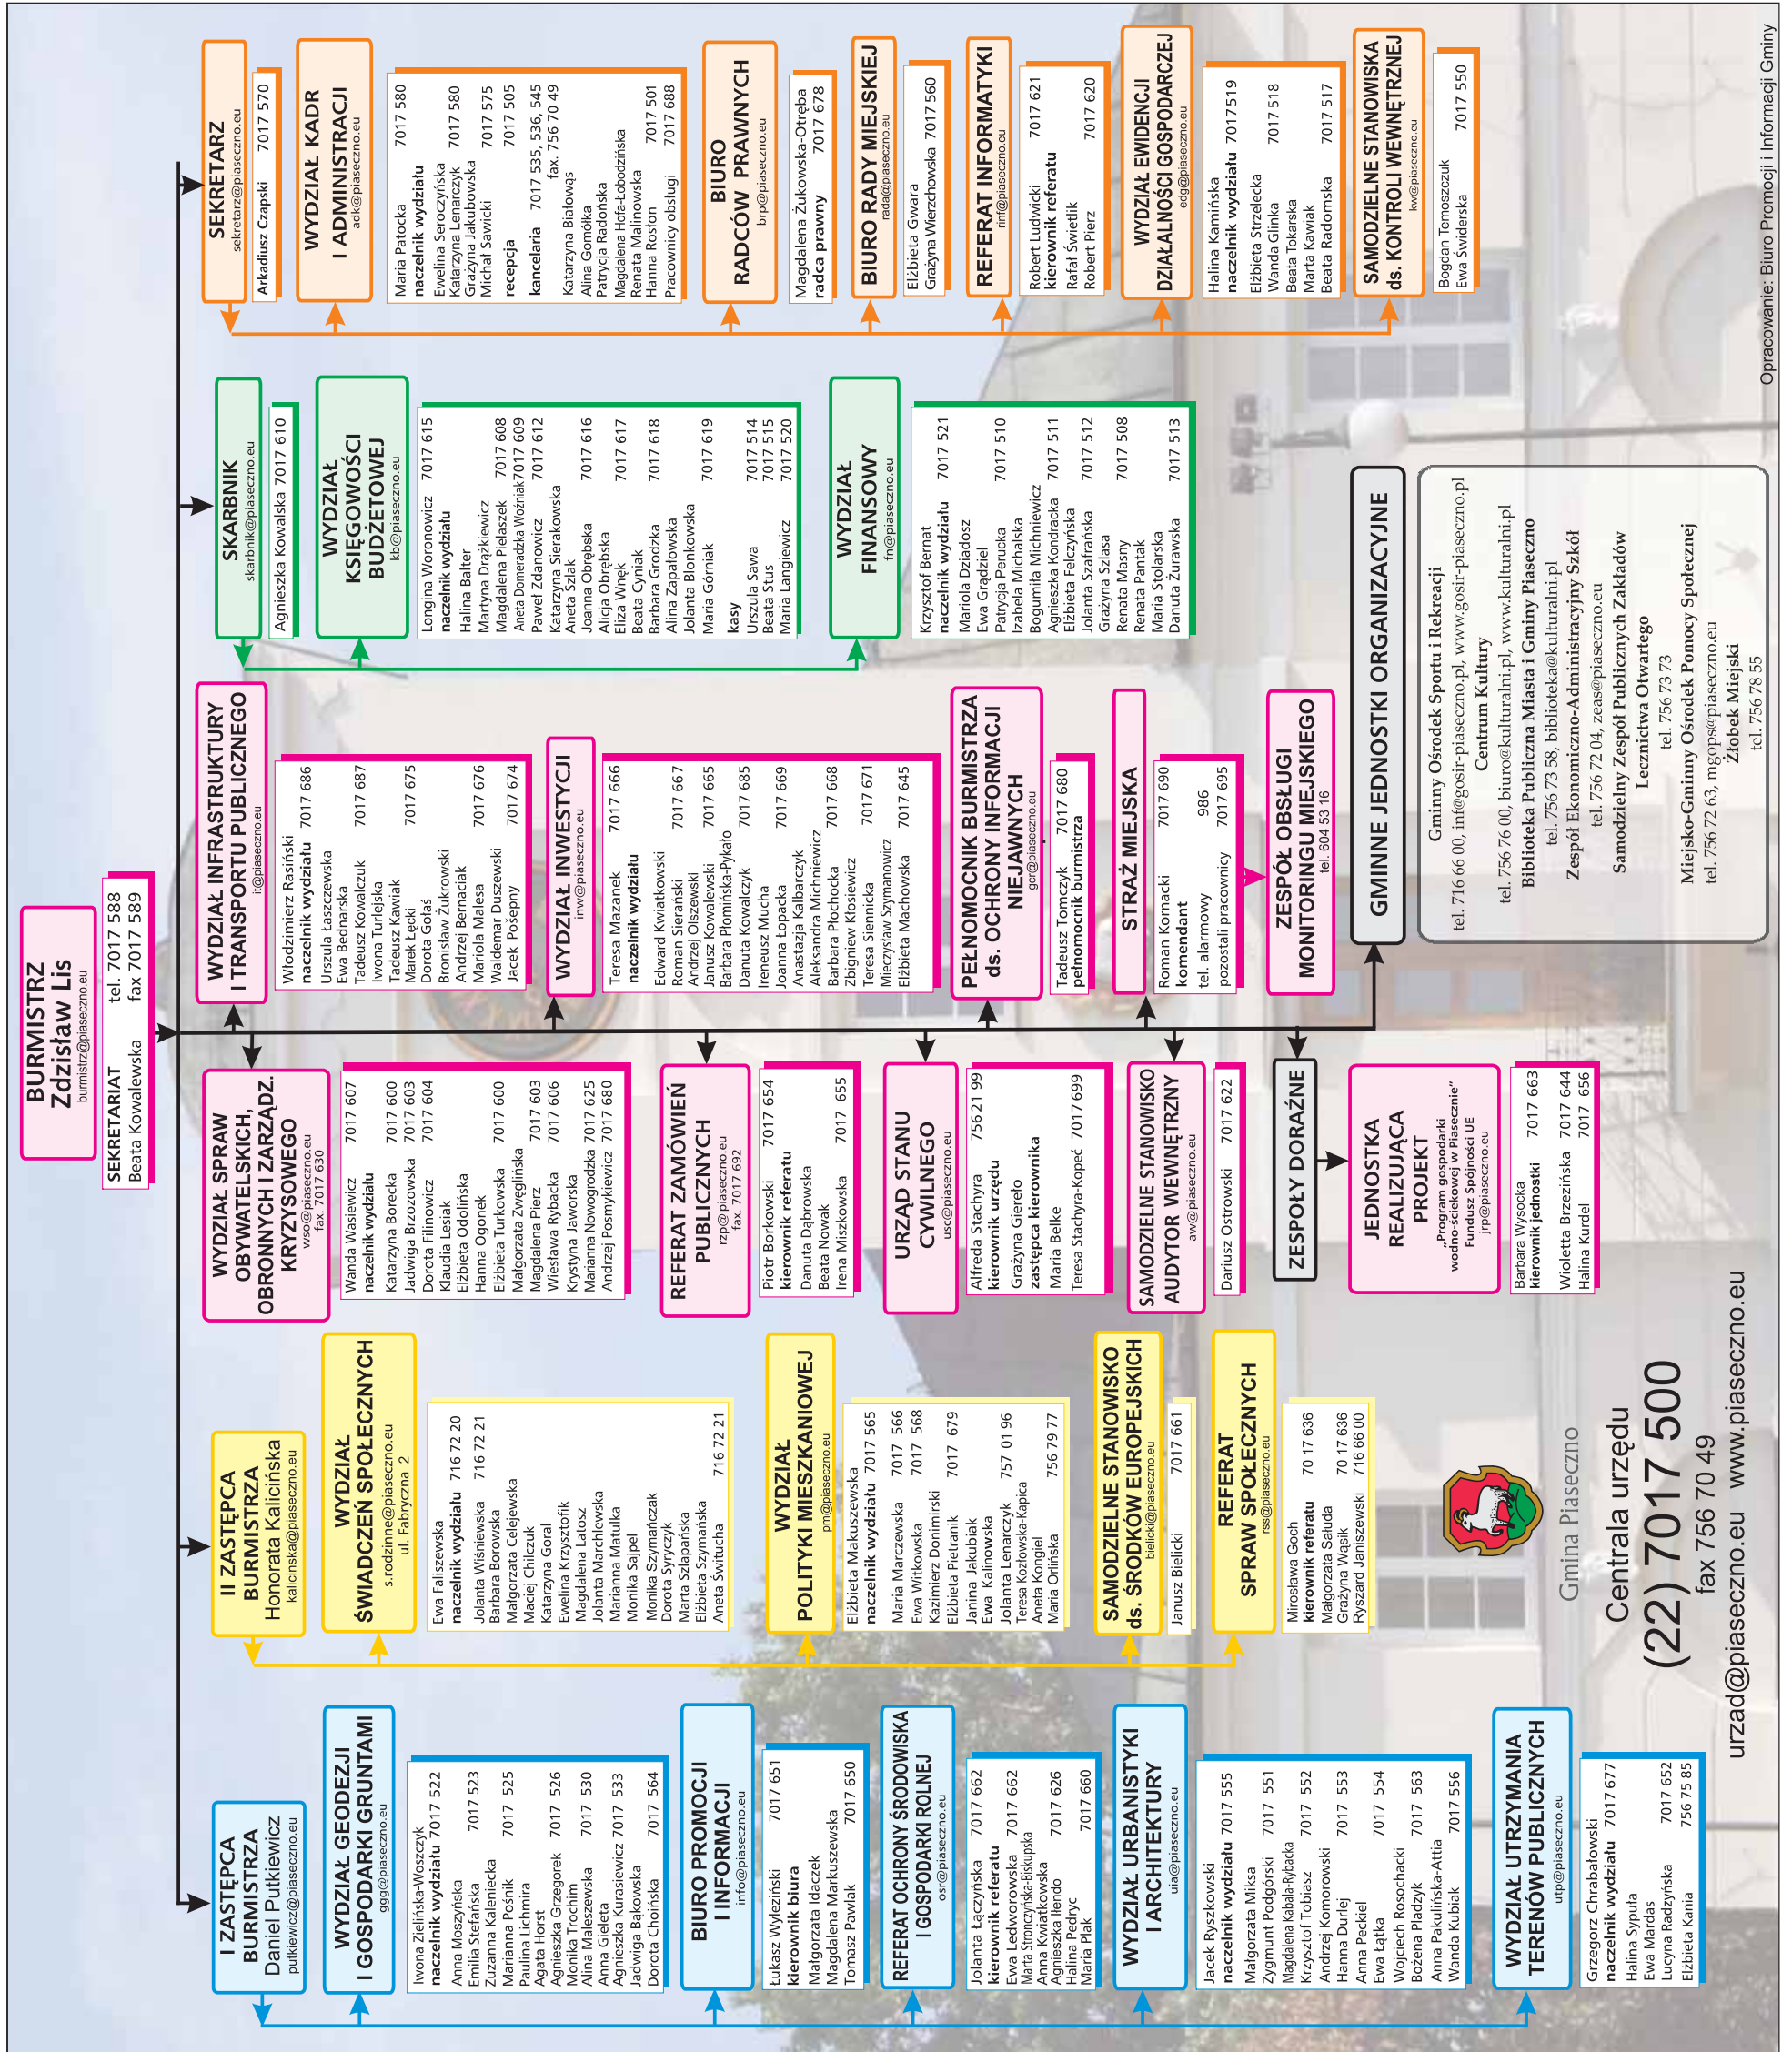 BURMISTRZ
Zdzisław Lis
burmistrz@piaseczno.eu
SEKRETARIAT tel. 7017 588
Beata Kowalewska fax 7017 589
I ZASTĘPCA
BURMISTRZA
Daniel Putkiewicz
putkiewicz@piaseczno.eu
WYDZIAŁ GEODEZJI
I GOSPODARKI GRUNTAMI
ggg@piaseczno.eu
Iwona Zielińska-Woszczyk
naczelnik wydziału 7017 522
Anna Moszyńska
Emilia Stefańska 7017 523
Zuzanna Kaleniecka
Marianna Pośnik 7017 525
Paulina Lichmira
Agata Horst
Agnieszka Grzegorek 7017 526
Monika Trochim
Alina Maleszewska 7017 530
Anna Gieleta
Agnieszka Kurasiewicz 7017 533
Jadwiga Bąkowska
Dorota Choińska 7017 564
BIURO PROMOCJI
I INFORMACJI
info@piaseczno.eu
Łukasz Wyleziński 7017 651
kierownik biura
Małgorzata Idaczek
Magdalena Markuszewska
Tomasz Pawlak 7017 650
REFERAT OCHRONY ŚRODOWISKA
I GOSPODARKI ROLNEJ
osr@piaseczno.eu
Jolanta Łączyńska 7017 662
kierownik referatu
Ewa Ledworowska 7017 662
Marta Stronczyńska-Biskupska
Anna Kwiatkowska
Agnieszka Ilendo 7017 626
Halina Pedryc
Maria Plak 7017 660
WYDZIAŁ URBANISTYKI
I ARCHITEKTURY
uia@piaseczno.eu
Jacek Ryszkowski
naczelnik wydziału 7017 555
Małgorzata Miksa
Zygmunt Podgórski 7017 551
Magdalena Kabala-Rybacka
Krzysztof Tobiasz 7017 552
Andrzej Komorowski
Hanna Durlej 7017 553
Anna Peckiel
Ewa Łątka 7017 554
Wojciech Rosochacki
Bożena Pladzyk 7017 563
Anna Pakulińska-Attia
Wanda Kubiak 7017 556
WYDZIAŁ UTRZYMANIA
TERENÓW PUBLICZNYCH
utp@piaseczno.eu
Grzegorz Chrabałowski
naczelnik wydziału 7017 677
Halina Sypuła
Ewa Mardas
Lucyna Radzyńska 7017 652
Elżbieta Kania 756 75 85
II ZASTĘPCA
BURMISTRZA
Honorata Kalicińska
kalicinska@piaseczno.eu
WYDZIAŁ
ŚWIADCZEŃ SPOŁECZNYCH
s.rodzinne@piaseczno.eu
ul. Fabryczna 2
Ewa Faliszewska
naczelnik wydziału 716 72 20
Jolanta Wiśniewska 716 72 21
Barbara Borowska
Małgorzata Celejewska
Maciej Chilczuk
Katarzyna Goral
Ewelina Krzysztofik
Magdalena Latosz
Jolanta Marchlewska
Marianna Matulka
Monika Sajpel
Monika Szymańczak
Dorota Syryczyk
Marta Szlapańska
Elżbieta Szymańska
Aneta Świtucha 716 72 21
WYDZIAŁ
POLITYKI MIESZKANIOWEJ
pm@piaseczno.eu
Elżbieta Makuszewska
naczelnik wydziału 7017 565
Maria Marczewska 7017 566
Ewa Witkowska 7017 568
Kazimierz Donimirski
Elżbieta Pietranik 7017 679
Janina Jakubiak
Ewa Kalinowska
Jolanta Lenarczyk 757 01 96
Teresa Kozłowska-Kapica
Aneta Kongiel
Maria Orlińska 756 79 77
SAMODZIELNE STANOWISKO
ds. ŚRODKÓW EUROPEJSKICH
bielicki@piaseczno.eu
Janusz Bielicki 7017 661
REFERAT
SPRAW SPOŁECZNYCH
rss@piaseczno.eu
Mirosława Goch
kierownik referatu 70 17 636
Małgorzata Sałuda
Grażyna Wąsik 70 17 636
Ryszard Janiszewski 716 66 00
WYDZIAŁ SPRAW
OBYWATELSKICH,
OBRONNYCH I ZARZĄDZ.
KRYZYSOWEGO
wso@piaseczno.eu
fax. 7017 630
Wanda Wasiewicz 7017 607
naczelnik wydziału
Katarzyna Borecka 7017 600
Jadwiga Brzozowska 7017 603
Dorota Filinowicz 7017 604
Klaudia Lesiak
Elżbieta Odolińska
Hanna Ogonek
Elżbieta Turkowska 7017 600
Małgorzata Zwęglińska
Magdalena Pierz 7017 603
Wiesława Rybacka 7017 606
Krystyna Jaworska
Marianna Nowogrodzka 7017 625
Andrzej Posmykiewicz 7017 680
REFERAT ZAMÓWIEŃ
PUBLICZNYCH
rzp@piaseczno.eu
fax. 7017 692
Piotr Borkowski 7017 654
kierownik referatu
Danuta Dąbrowska
Beata Nowak
Irena Miszkowska 7017 655
URZĄD STANU
CYWILNEGO
usc@piaseczno.eu
Alfreda Stachyra 756 21 99
kierownik urzędu
Grażyna Giereło
zastępca kierownika
Maria Belke
Teresa Stachyra-Kopeć 7017 699
SAMODZIELNE STANOWISKO
AUDYTOR WEWNĘTRZNY
aw@piaseczno.eu
Dariusz Ostrowski 7017 622
ZESPOŁY DORAŹNE
JEDNOSTKA
REALIZUJĄCA
PROJEKT
„Program gospodarki
wodno-ściekowej w Piasecznie”
Fundusz Spójności UE
jrp@piaseczno.eu
Barbara Wysocka 7017 663
kierownik jednostki
Wioletta Brzezińska 7017 644
Halina Kurdel 7017 656
WYDZIAŁ INFRASTRUKTURY
I TRANSPORTU PUBLICZNEGO
it@piaseczno.eu
Włodzimierz Rasiński
naczelnik wydziału 7017 686
Urszula Łaszczewska
Ewa Bednarska
Tadeusz Kowalczuk 7017 687
Iwona Turlejska
Tadeusz Kawiak
Marek Łęcki 7017 675
Dorota Gołaś
Bronisław Żukrowski
Andrzej Bernaciak
Mariola Malesa 7017 676
Waldemar Duszewski
Jacek Pośepny 7017 674
WYDZIAŁ INWESTYCJI
inw@piaseczno.eu
Teresa Mazanek 7017 666
naczelnik wydziału
Edward Kwiatkowski
Roman Sierański 7017 667
Andrzej Olszewski
Janusz Kowalewski 7017 665
Barbara Płomińska-Pykało
Danuta Kowalczyk 7017 685
Ireneusz Mucha
Joanna Łopacka 7017 669
Anastazja Kalbarczyk
Aleksandra Michniewicz
Barbara Płochocka 7017 668
Zbigniew Kłosiewicz
Teresa Siennicka 7017 671
Mieczysław Szymanowicz
Elżbieta Machowska 7017 645
PEŁNOMOCNIK BURMISTRZA
ds. OCHRONY INFORMACJI
NIEJAWNYCH
gcr@piaseczno.eu
Tadeusz Tomczyk 7017 680
pełnomocnik burmistrza
STRAŻ MIEJSKA
Roman Kornacki 7017 690
komendant
tel. alarmowy 986
pozostali pracownicy 7017 695
ZESPÓŁ OBSŁUGI
MONITORINGU MIEJSKIEGO
tel. 604 53 16
GMINNE JEDNOSTKI ORGANIZACYJNE
Gminny Ośrodek Sportu i Rekreacji
tel. 716 66 00, inf@gosir-piaseczno.pl, www.gosir-piaseczno.pl
Centrum Kultury
tel. 756 76 00, biuro@kulturalni.pl, www.kulturalni.pl
Biblioteka Publiczna Miasta i Gminy Piaseczno
tel. 756 73 58, biblioteka@kulturalni.pl
Zespół Ekonomiczno-Administracyjny Szkół
tel. 756 72 04, zeas@piaseczno.eu
Samodzielny Zespół Publicznych Zakładów
Lecznictwa Otwartego
tel. 756 73 73
Miejsko-Gminny Ośrodek Pomocy Społecznej
tel. 756 72 63, mgops@piaseczno.eu
Żłobek Miejski
tel. 756 78 55
SKARBNIK
skarbnik@piaseczno.eu
Agnieszka Kowalska 7017 610
WYDZIAŁ
KSIĘGOWOŚCI
BUDŻETOWEJ
kb@piaseczno.eu
Longina Woronowicz 7017 615
naczelnik wydziału
Halina Balter
Martyna Drążkiewicz
Magdalena Pielaszek 7017 608
Aneta Domeradzka Woźniak 7017 609
Paweł Zdanowicz 7017 612
Katarzyna Sierakowska
Aneta Szlak
Joanna Obrębska 7017 616
Alicja Obrębska
Eliza Wnęk 7017 617
Beata Cyniak
Barbara Grodzka 7017 618
Alina Zapałowska
Jolanta Blonkowska
Maria Górniak 7017 619
kasy
Urszula Sawa 7017 514
Beata Stus 7017 515
Maria Langiewicz 7017 520
WYDZIAŁ
FINANSOWY
fn@piaseczno.eu
Krzysztof Bernat
naczelnik wydziału 7017 521
Mariola Dziadosz
Ewa Grądziel
Patrycja Perucka 7017 510
Izabela Michalska
Bogumiła Michniewicz
Agnieszka Kondracka 7017 511
Elżbieta Felczyńska
Jolanta Szafrańska 7017 512
Grażyna Szlasa
Renata Masny 7017 508
Renata Pantak
Maria Stolarska
Danuta Żurawska 7017 513
SEKRETARZ
sekretarz@piaseczno.eu
Arkadiusz Czapski 7017 570
WYDZIAŁ KADR
I ADMINISTRACJI
adk@piaseczno.eu
Maria Patocka 7017 580
naczelnik wydziału
Ewelina Seroczyńska
Katarzyna Lenarczyk 7017 580
Grażyna Jakubowska
Michał Sawicki 7017 575
recepcja 7017 505
kancelaria 7017 535, 536, 545
fax. 756 70 49
Katarzyna Białowąs
Alina Gomółka
Patrycja Radońska
Magdalena Hofa-Łobodzińska
Renata Malinowska
Hanna Rosłon 7017 501
Pracownicy obsługi 7017 688
BIURO
RADCÓW PRAWNYCH
brp@piaseczno.eu
Magdalena Żukowska-Otręba
radca prawny 7017 678
BIURO RADY MIEJSKIEJ
rada@piaseczno.eu
Elżbieta Gwara
Grażyna Wierzchowska 7017 560
REFERAT INFORMATYKI
rinf@piaseczno.eu
Robert Ludwicki 7017 621
kierownik referatu
Rafał Świetlik
Robert Pierz 7017 620
WYDZIAŁ EWIDENCJI
DZIAŁALNOŚCI GOSPODARCZEJ
edg@piaseczno.eu
Halina Kamińska
naczelnik wydziału 7017 519
Elżbieta Strzelecka
Wanda Glinka 7017 518
Beata Tokarska
Marta Kawiak
Beata Radomska 7017 517
SAMODZIELNE STANOWISKA
ds. KONTROLI WEWNĘTRZNEJ
kw@piaseczno.eu
Bogdan Temoszczuk
Ewa Świderska 7017 550
Gmina Piaseczno
Centrala urzędu
(22) 7017 500
fax 756 70 49
urzad@piaseczno.eu www.piaseczno.eu
Opracowanie: Biuro Promocji i Informacji Gminy